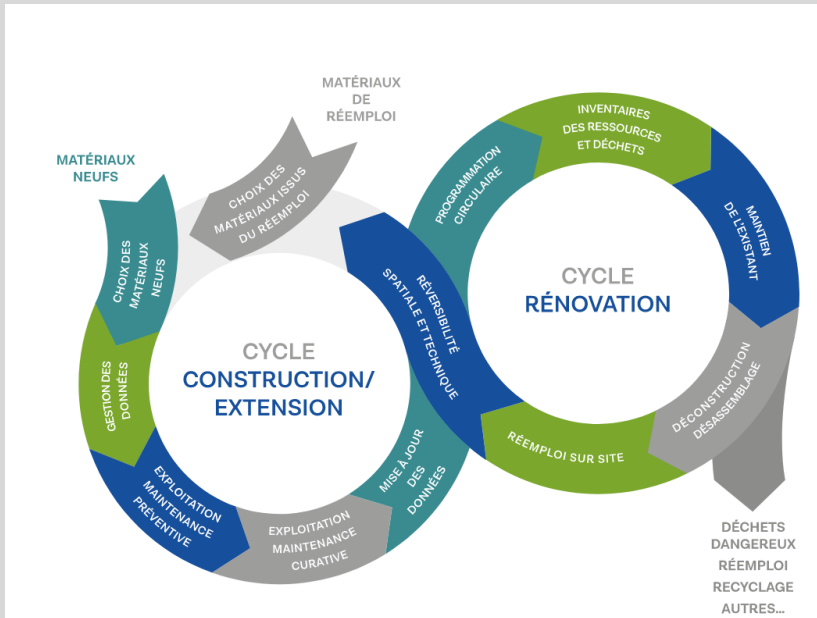 MATÉRIAUX
DE
RÉEMPLOI
MATÉRIAUX
NEUFS
CHOIX DES
MATÉRIAUX ISSUS
DU RÉEMPLOI
CHOIX DES
MATÉRIAUX
NEUFS
GESTION DES
DONNÉES
EXPLOITATION
MAINTENANCE
PRÉVENTIVE
EXPLOITATION
MAINTENANCE
CURATIVE
MISE À JOUR
DES
DONNÉES
CYCLE
CONSTRUCTION/
EXTENSION
RÉVERSIBILITÉ
SPATIALE ET TECHNIQUE
PROGRAMMATION
CIRCULAIRE
INVENTAIRES
DES RESSOURCES
ET DÉCHETS
MAINTIEN
DE L'EXISTANT
CYCLE
RÉNOVATION
DÉCONSTRUCTION
DÉSASSEMBLAGE
RÉEMPLOI SUR SITE
DÉCHETS
DANGEREUX
RÉEMPLOI
RECYCLAGE
AUTRES...